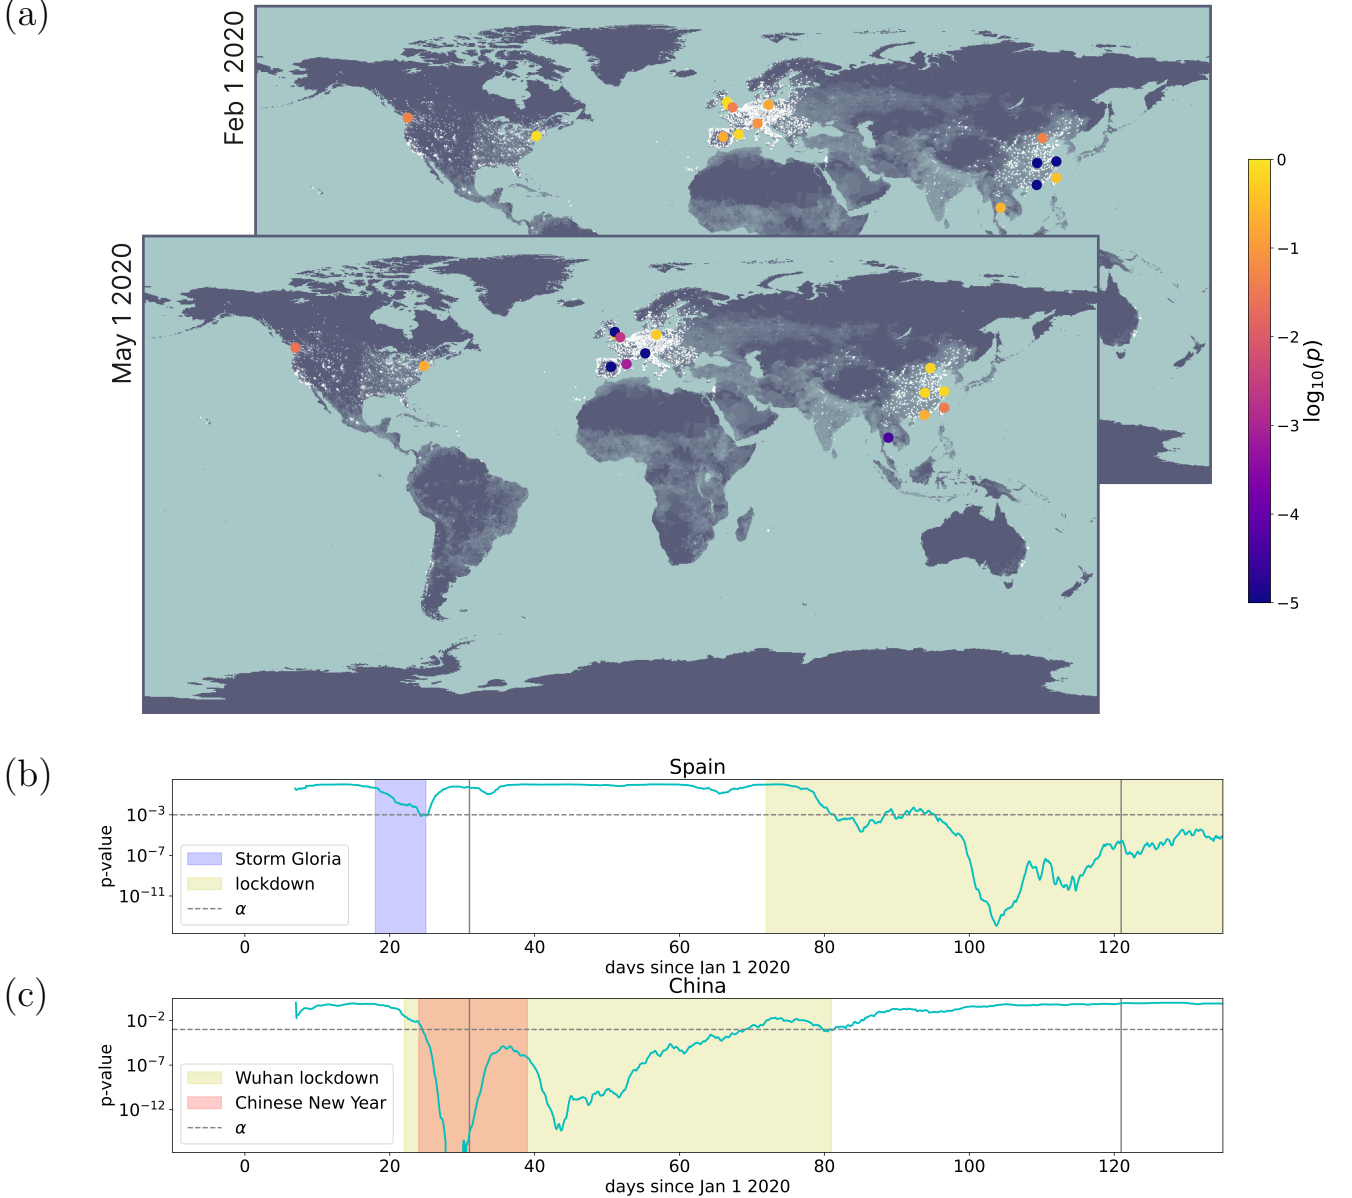 (a)
Feb 1 2020
May 1 2020
0
−1
−2
−3
−4
−5
log₁₀(p)
(b)
Spain
p-value
10⁻³
10⁻⁷
10⁻¹¹
Storm Gloria
lockdown
α
0 20 40 60 80 100 120
days since Jan 1 2020
(c)
China
p-value
10⁻²
10⁻⁷
10⁻¹²
Wuhan lockdown
Chinese New Year
α
0 20 40 60 80 100 120
days since Jan 1 2020